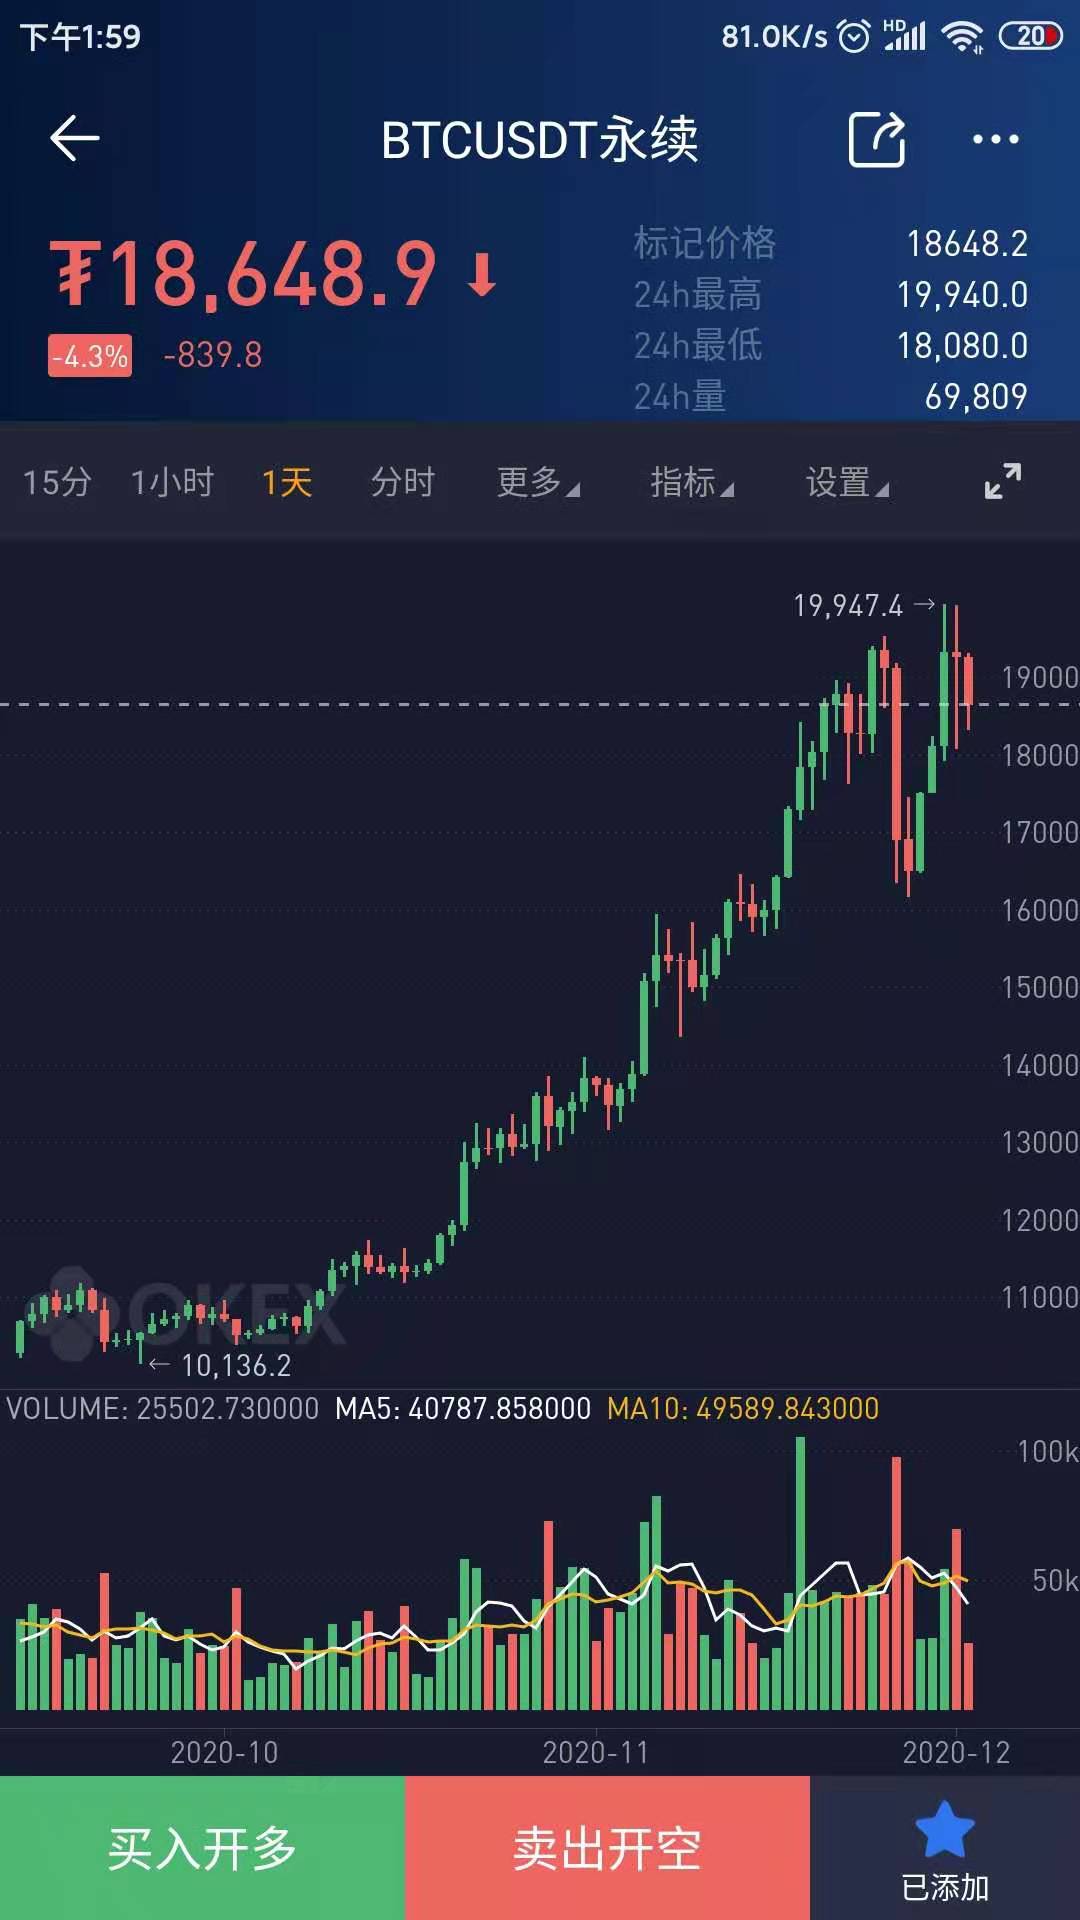 下午1:59
81.0K/s HD 20
BTCUSDT永续
₮18,648.9
-4.3% -839.8
标记价格 18648.2
24h最高 19,940.0
24h最低 18,080.0
24h量 69,809
15分 1小时 1天 分时 更多 指标 设置
19,947.4
19000
18000
17000
16000
15000
14000
13000
12000
11000
OKEX
10,136.2
VOLUME: 25502.730000 MA5: 40787.858000 MA10: 49589.843000
100k
50k
2020-10 2020-11 2020-12
买入开多 卖出开空 已添加